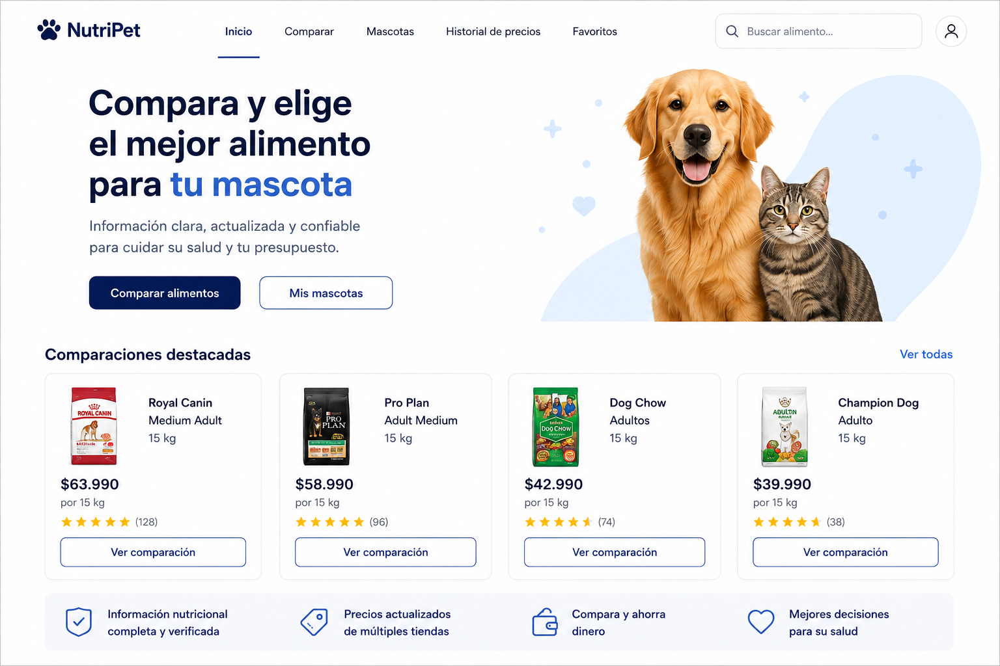 NutriPet
Inicio
Comparar
Mascotas
Historial de precios
Favoritos
Buscar alimento...
Compara y elige
el mejor alimento
para tu mascota
Información clara, actualizada y confiable
para cuidar su salud y tu presupuesto.
Comparar alimentos
Mis mascotas
Comparaciones destacadas
Ver todas
ROYAL CANIN
Royal Canin
Medium Adult
15 kg
$63.990
por 15 kg
(128)
Ver comparación
PRO
PLAN
Pro Plan
Adult Medium
15 kg
$58.990
por 15 kg
(96)
Ver comparación
DOG CHOW
Dog Chow
Adultos
15 kg
$42.990
por 15 kg
(74)
Ver comparación
Champion Dog
Adulto
15 kg
$39.990
por 15 kg
(38)
Ver comparación
Información nutricional
completa y verificada
Precios actualizados
de múltiples tiendas
Compara y ahorra
dinero
Mejores decisiones
para su salud